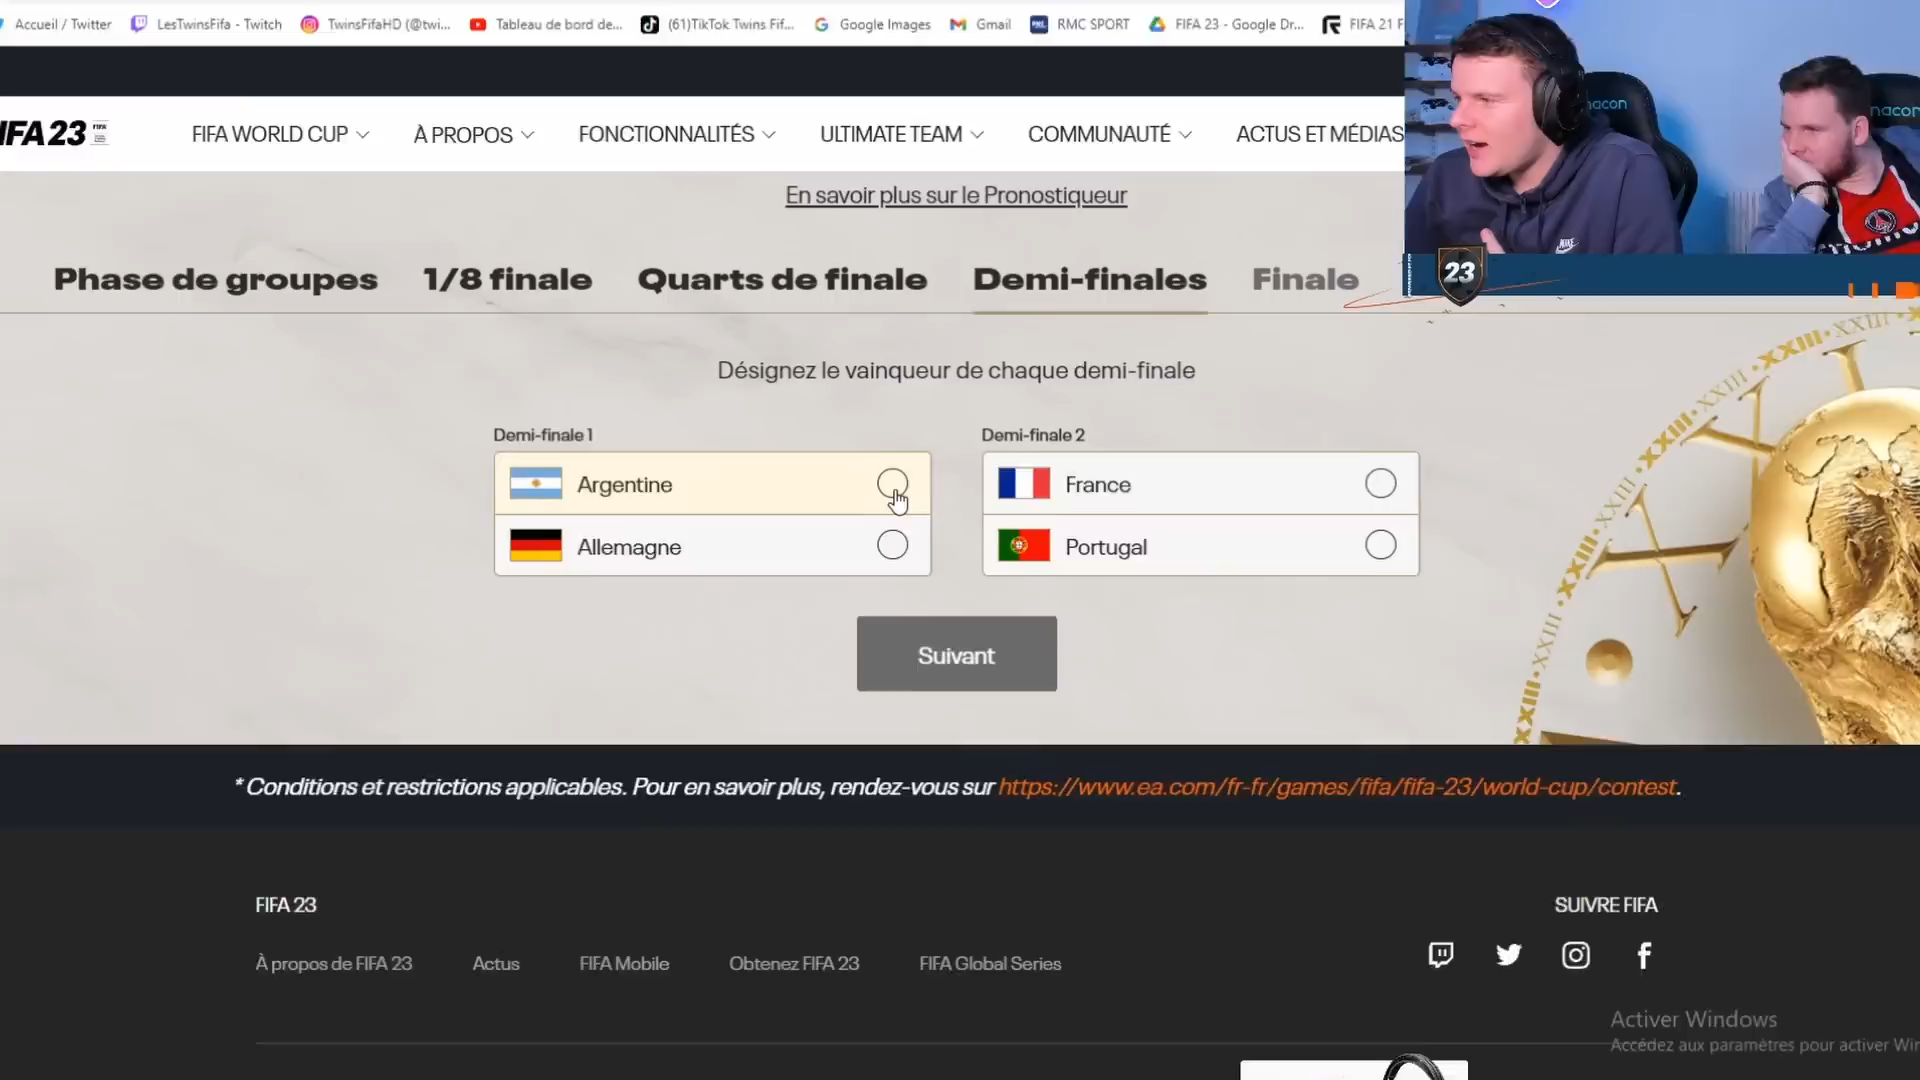 Accueil / Twitter LesTwinsFifa - Twitch TwinsFifaHD (@twi... Tableau de bord de... (61)TikTok Twins Fif... Google Images Gmail RMC SPORT FIFA 23 - Google Dr... FIFA 21 F
nacon
nacon
FIFA 23 FIFA WORLD CUP À PROPOS FONCTIONNALITÉS ULTIMATE TEAM COMMUNAUTÉ ACTUS ET MÉDIAS
En savoir plus sur le Pronostiqueur
NIKE
23
Phase de groupes 1/8 finale Quarts de finale Demi-finales Finale
Désignez le vainqueur de chaque demi-finale
Demi-finale 1 Demi-finale 2
Argentine France
Allemagne Portugal
Suivant
* Conditions et restrictions applicables. Pour en savoir plus, rendez-vous sur https://www.ea.com/fr-fr/games/fifa/fifa-23/world-cup/contest.
FIFA 23 SUIVRE FIFA
À propos de FIFA 23 Actus FIFA Mobile Obtenez FIFA 23 FIFA Global Series
Activer Windows
Accédez aux paramètres pour activer Win